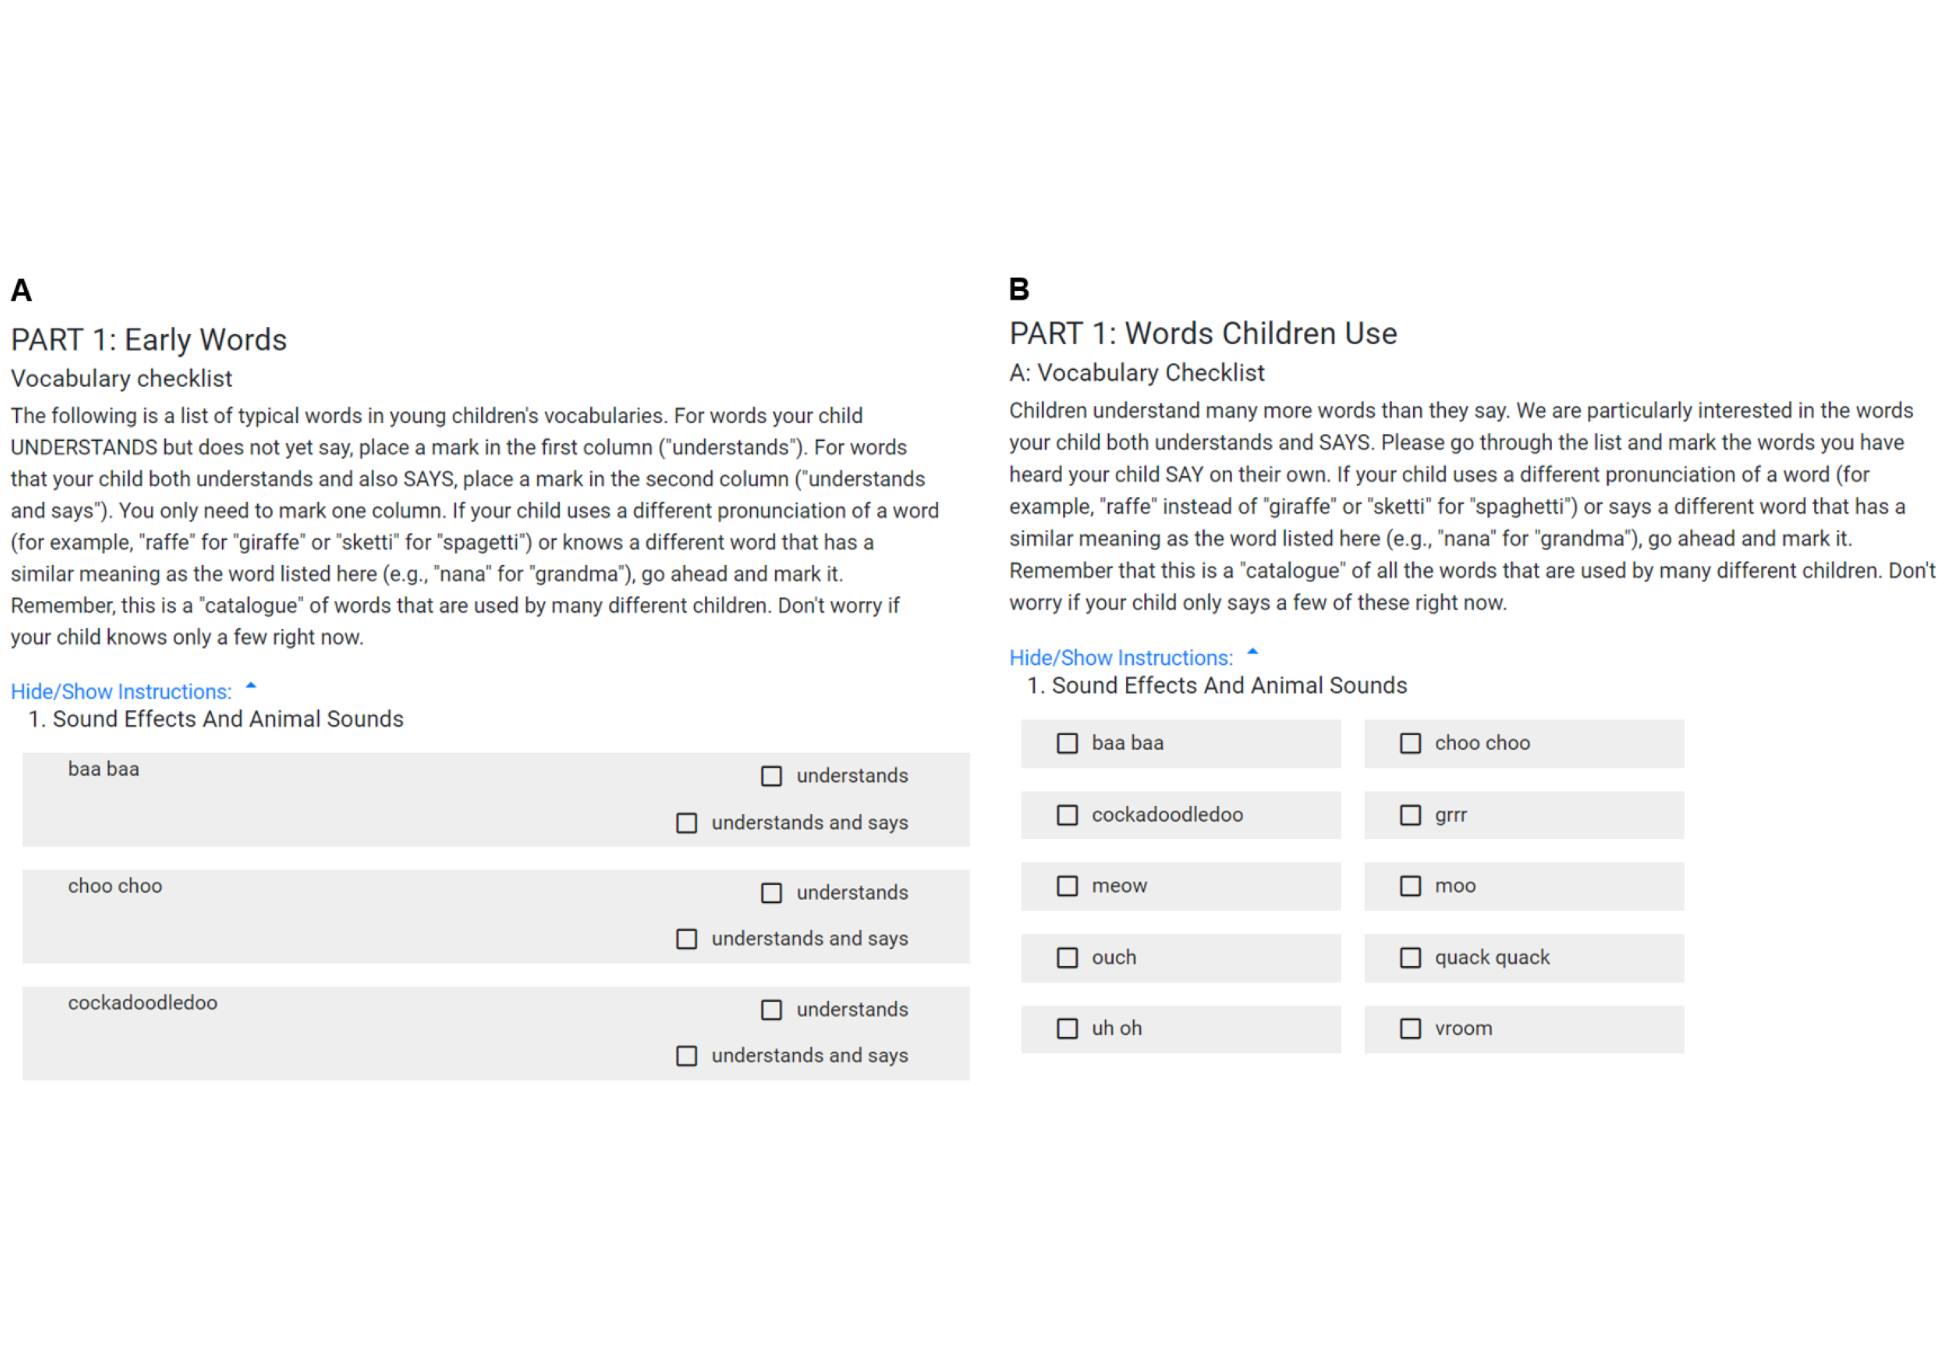 A
PART 1: Early Words
Vocabulary checklist
The following is a list of typical words in young children's vocabularies. For words your child
UNDERSTANDS but does not yet say, place a mark in the first column ("understands"). For words
that your child both understands and also SAYS, place a mark in the second column ("understands
and says"). You only need to mark one column. If your child uses a different pronunciation of a word
(for example, "raffe" for "giraffe" or "sketti" for "spagetti") or knows a different word that has a
similar meaning as the word listed here (e.g., "nana" for "grandma"), go ahead and mark it.
Remember, this is a "catalogue" of words that are used by many different children. Don't worry if
your child knows only a few right now.
Hide/Show Instructions:
1. Sound Effects And Animal Sounds
baa baa
understands
understands and says
choo choo
understands
understands and says
cockadoodledoo
understands
understands and says
B
PART 1: Words Children Use
A: Vocabulary Checklist
Children understand many more words than they say. We are particularly interested in the words
your child both understands and SAYS. Please go through the list and mark the words you have
heard your child SAY on their own. If your child uses a different pronunciation of a word (for
example, "raffe" instead of "giraffe" or "sketti" for "spaghetti") or says a different word that has a
similar meaning as the word listed here (e.g., "nana" for "grandma"), go ahead and mark it.
Remember that this is a "catalogue" of all the words that are used by many different children. Don't
worry if your child only says a few of these right now.
Hide/Show Instructions:
1. Sound Effects And Animal Sounds
baa baa choo choo
cockadoodledoo grrr
meow moo
ouch quack quack
uh oh vroom